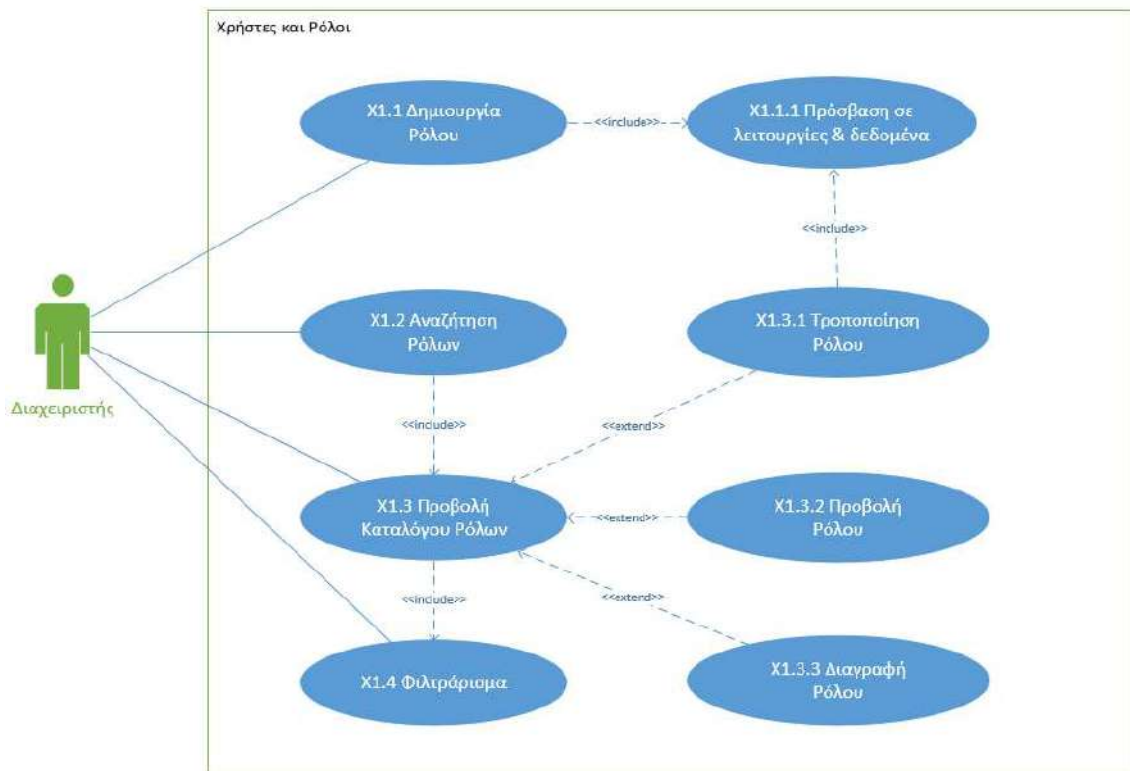 Χρήστες και Ρόλοι
Χ1.1 Δημιουργία
Ρόλου
<<include>>
Χ1.1.1 Πρόσβαση σε
λειτουργίες & δεδομένα
<<include>>
Χ1.2 Αναζήτηση
Ρόλων
Χ1.3.1 Τροποποίηση
Ρόλου
Διαχειριστής
<<include>>
<<extend>>
Χ1.3 Προβολή
Καταλόγου Ρόλων
<<extend>>
Χ1.3.2 Προβολή
Ρόλου
<<include>>
<<extend>>
Χ1.4 Φιλτράρισμα
Χ1.3.3 Διαγραφή
Ρόλου